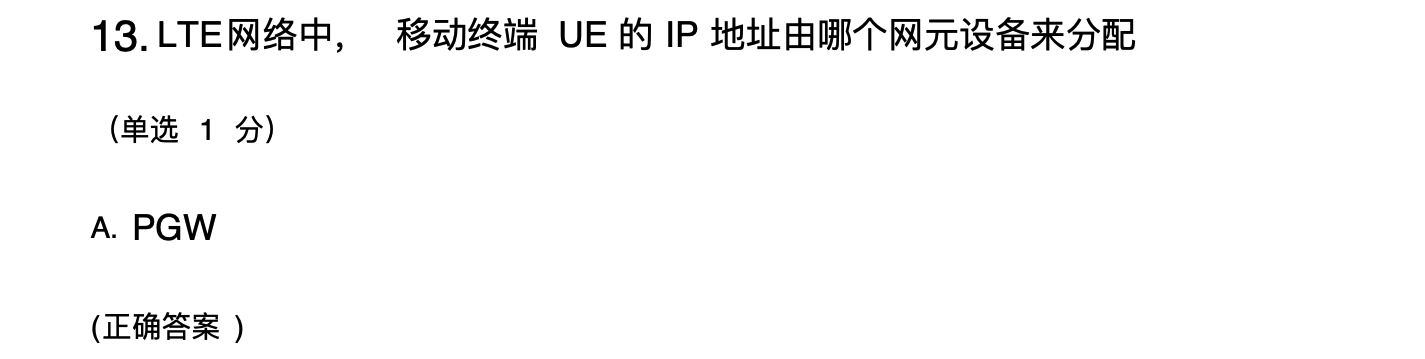 13. LTE网络中， 移动终端 UE 的 IP 地址由哪个网元设备来分配
（单选 1 分）
A. PGW
(正确答案 )